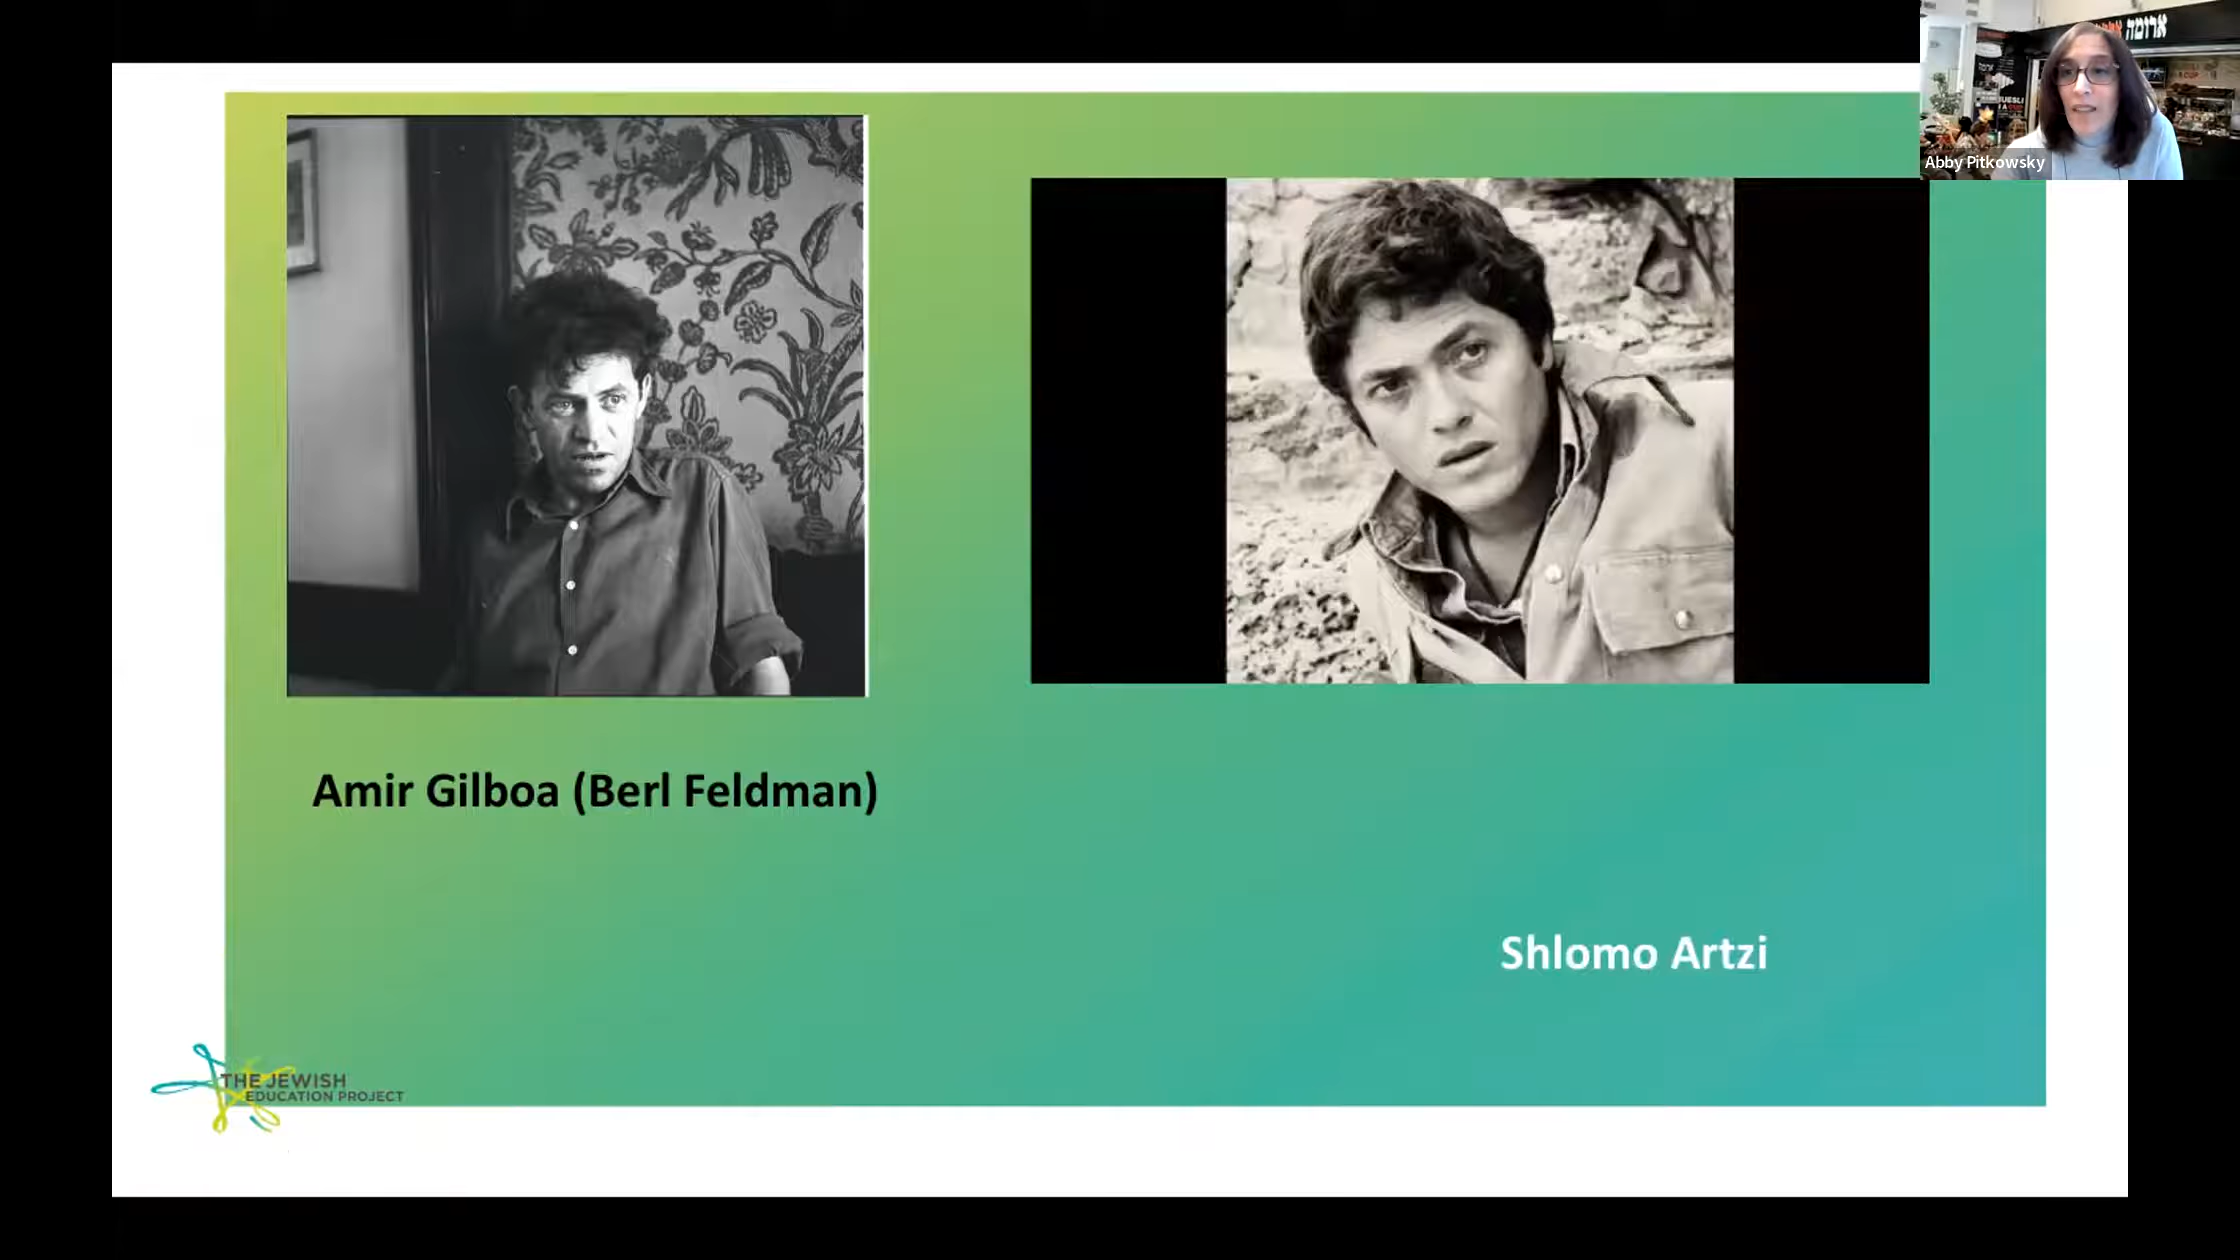 ארומה
Abby Pitkowsky
Amir Gilboa (Berl Feldman)
Shlomo Artzi
THE JEWISH
EDUCATION PROJECT